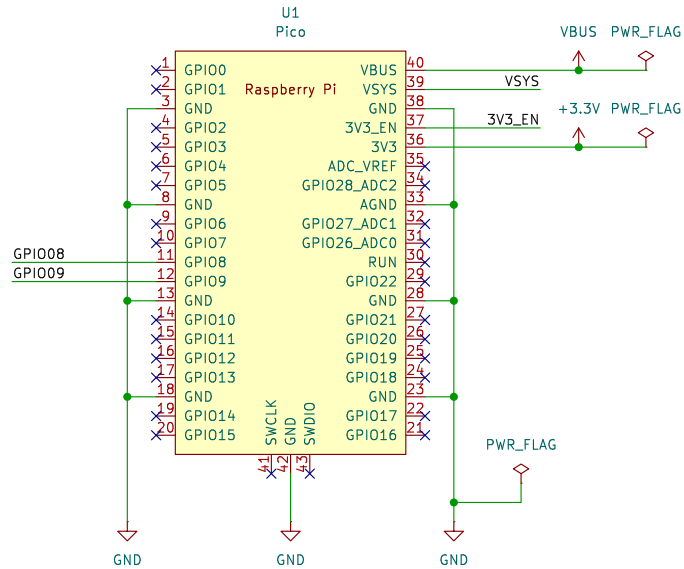 U1
Pico
VBUS PWR_FLAG
1 GPIO0 VBUS 40
2 GPIO1 Raspberry Pi VSYS 39 VSYS
3 GND GND 38
4 GPIO2 3V3_EN 37 3V3_EN
+3.3V PWR_FLAG
5 GPIO3 3V3 36
6 GPIO4 ADC_VREF 35
7 GPIO5 GPIO28_ADC2 34
8 GND AGND 33
9 GPIO6 GPIO27_ADC1 32
10 GPIO7 GPIO26_ADC0 31
GPIO08 11 GPIO8 RUN 30
GPIO09 12 GPIO9 GPIO22 29
13 GND GND 28
14 GPIO10 GPIO21 27
15 GPIO11 GPIO20 26
16 GPIO12 GPIO19 25
17 GPIO13 GPIO18 24
18 GND GND 23
19 GPIO14 GPIO17 22
20 GPIO15 GPIO16 21
SWCLK GND SWDIO
41 42 43
PWR_FLAG
GND GND GND